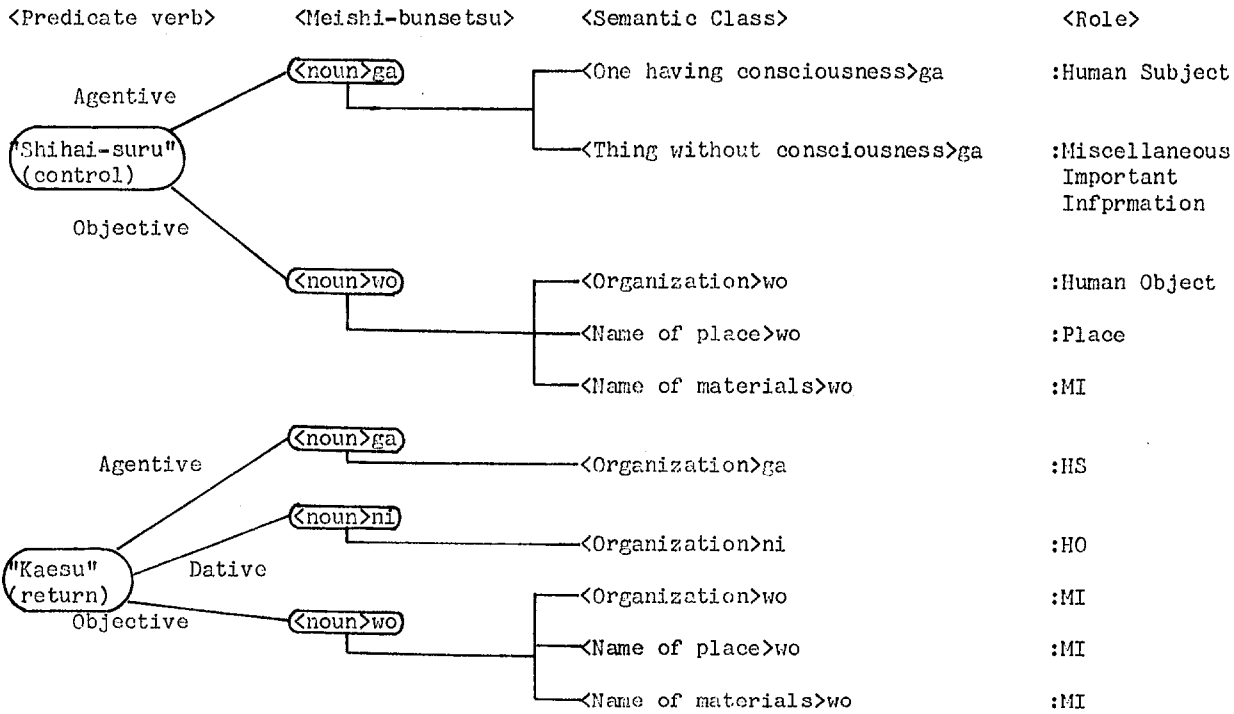 <Predicate verb> <Meishi-bunsetsu> <Semantic Class> <Role>
<noun>ga <One having consciousness>ga :Human Subject
Agentive
"Shihai-suru" <Thing without consciousness>ga :Miscellaneous
(control) Important
Infprmation
Objective
<noun>wo <Organization>wo :Human Object
<Name of place>wo :Place
<Name of materials>wo :MI
<noun>ga
Agentive <Organization>ga :HS
<noun>ni
<Organization>ni :HO
"Kaesu" Dative
(return) <Organization>wo :MI
Objective <noun>wo
<Name of place>wo :MI
<Name of materials>wo :MI